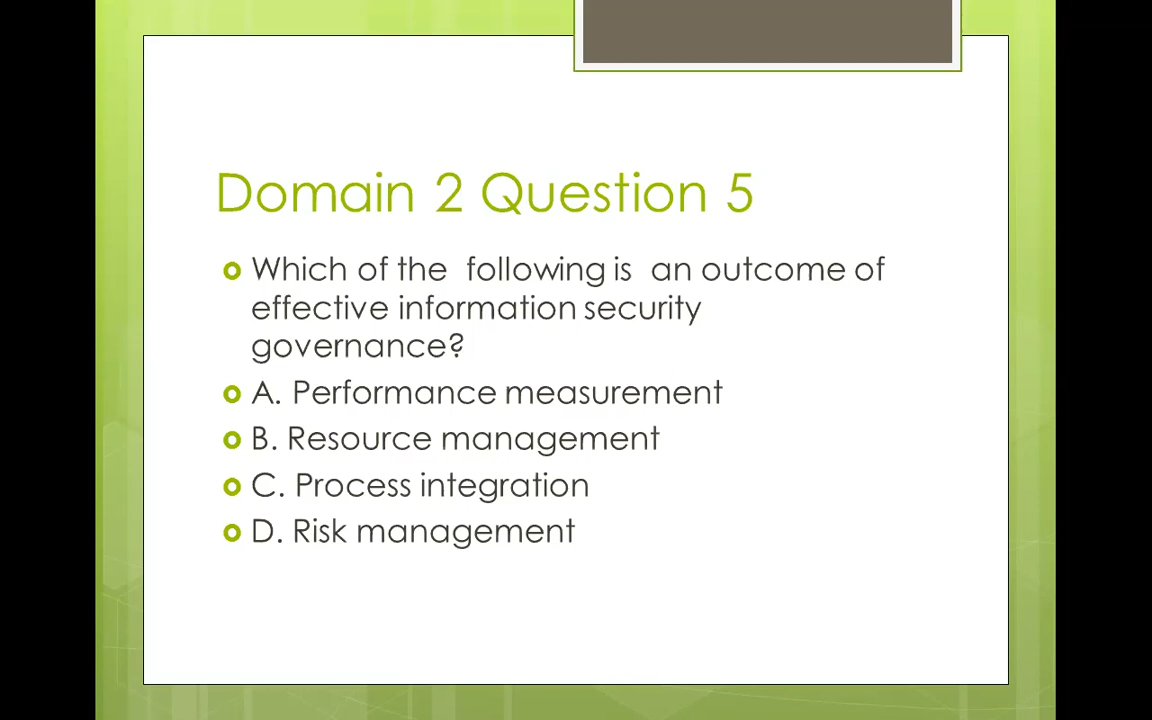 Domain 2 Question 5
Which of the following is an outcome of
effective information security
governance?
A. Performance measurement
B. Resource management
C. Process integration
D. Risk management